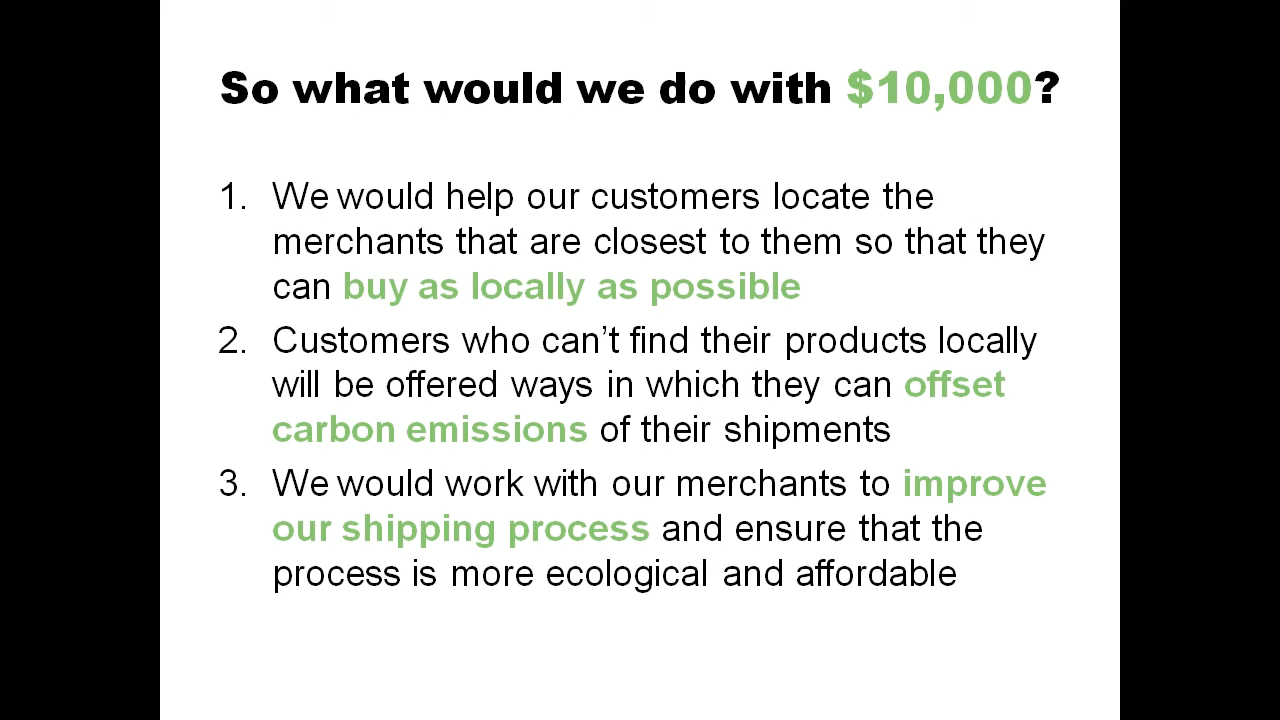 So what would we do with $10,000?
1. We would help our customers locate the
merchants that are closest to them so that they
can buy as locally as possible
2. Customers who can’t find their products locally
will be offered ways in which they can offset
carbon emissions of their shipments
3. We would work with our merchants to improve
our shipping process and ensure that the
process is more ecological and affordable